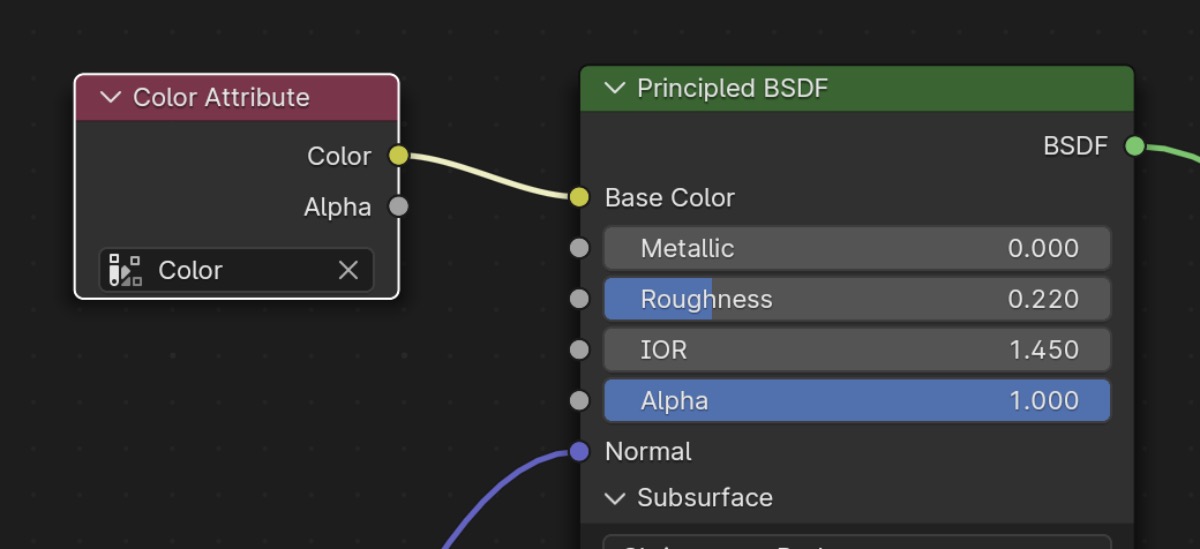 Color Attribute
Color
Alpha
Color
Principled BSDF
BSDF
Base Color
Metallic 0.000
Roughness 0.220
IOR 1.450
Alpha 1.000
Normal
Subsurface